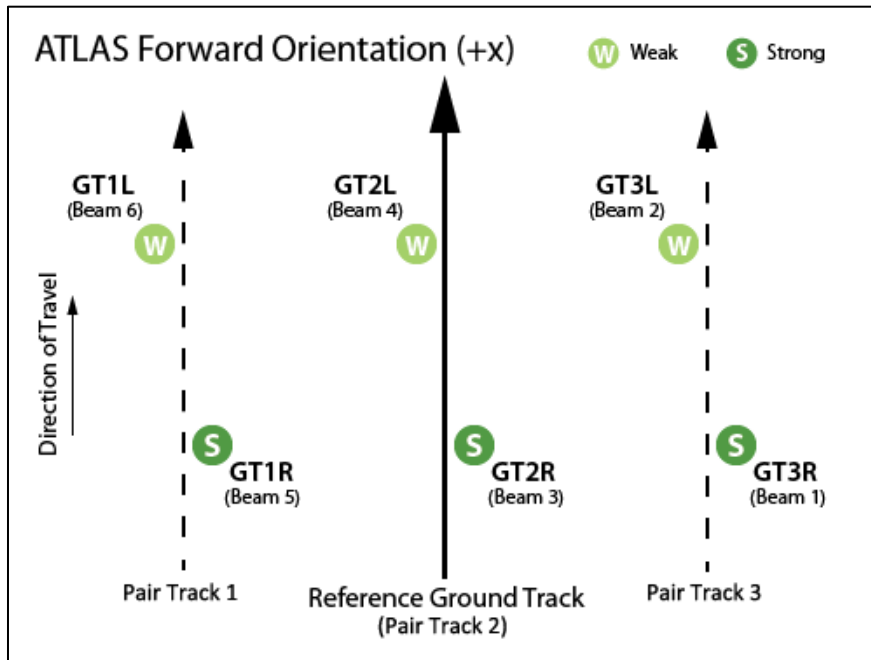 ATLAS Forward Orientation (+x)
W Weak
S Strong
GT1L
(Beam 6)
W
GT2L
(Beam 4)
W
GT3L
(Beam 2)
W
Direction of Travel
S
GT1R
(Beam 5)
S
GT2R
(Beam 3)
S
GT3R
(Beam 1)
Pair Track 1
Reference Ground Track
(Pair Track 2)
Pair Track 3